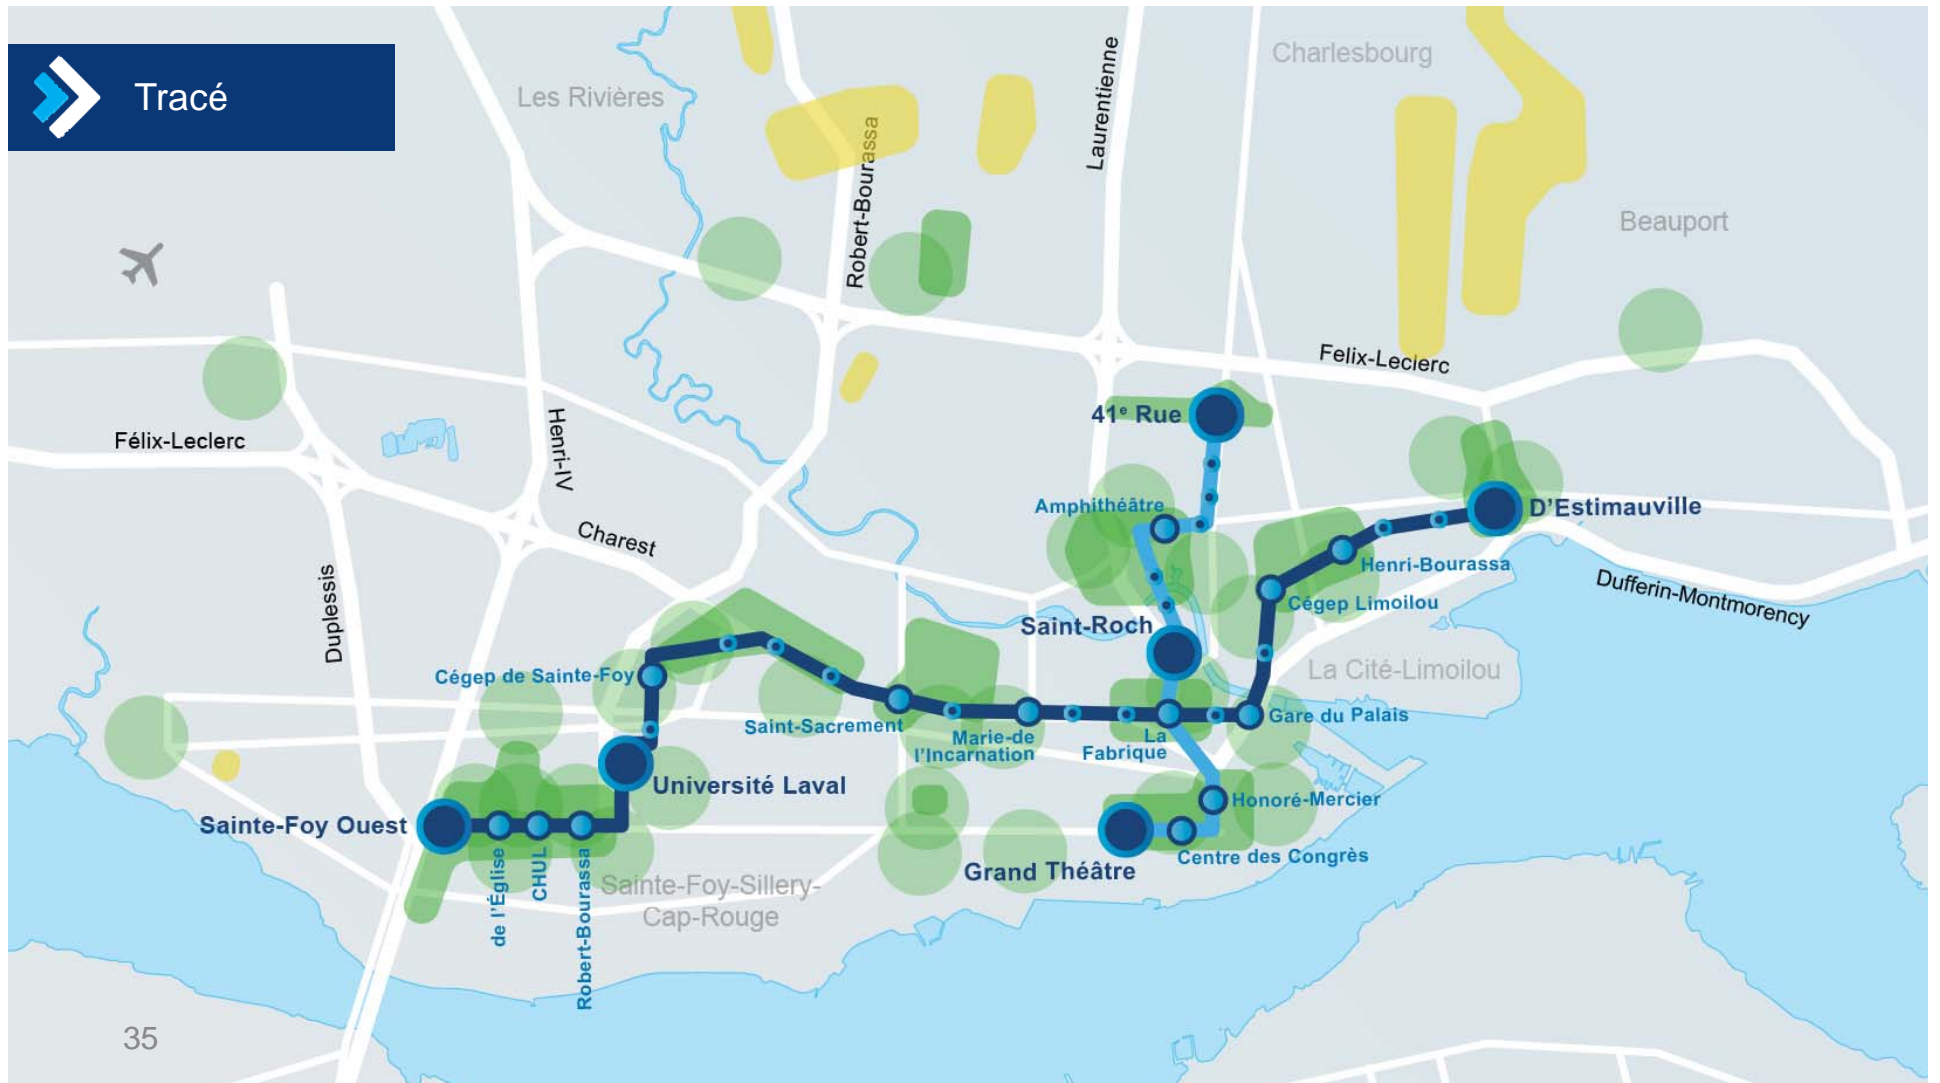 Tracé
Charlesbourg
Les Rivières
Laurentienne
Robert-Bourassa
Beauport
Felix-Leclerc
41e Rue
Félix-Leclerc
Henri-IV
Amphithéâtre
D'Estimauville
Charest
Henri-Bourassa
Duplessis
Cégep Limoilou
Dufferin-Montmorency
Saint-Roch
Cégep de Sainte-Foy
La Cité-Limoilou
Saint-Sacrement
Marie-de
l'Incarnation
La
Fabrique
Gare du Palais
Université Laval
Honoré-Mercier
Sainte-Foy Ouest
Centre des Congrès
Grand Théâtre
de l'Église
CHUL
Robert-Bourassa
Sainte-Foy-Sillery-
Cap-Rouge
35